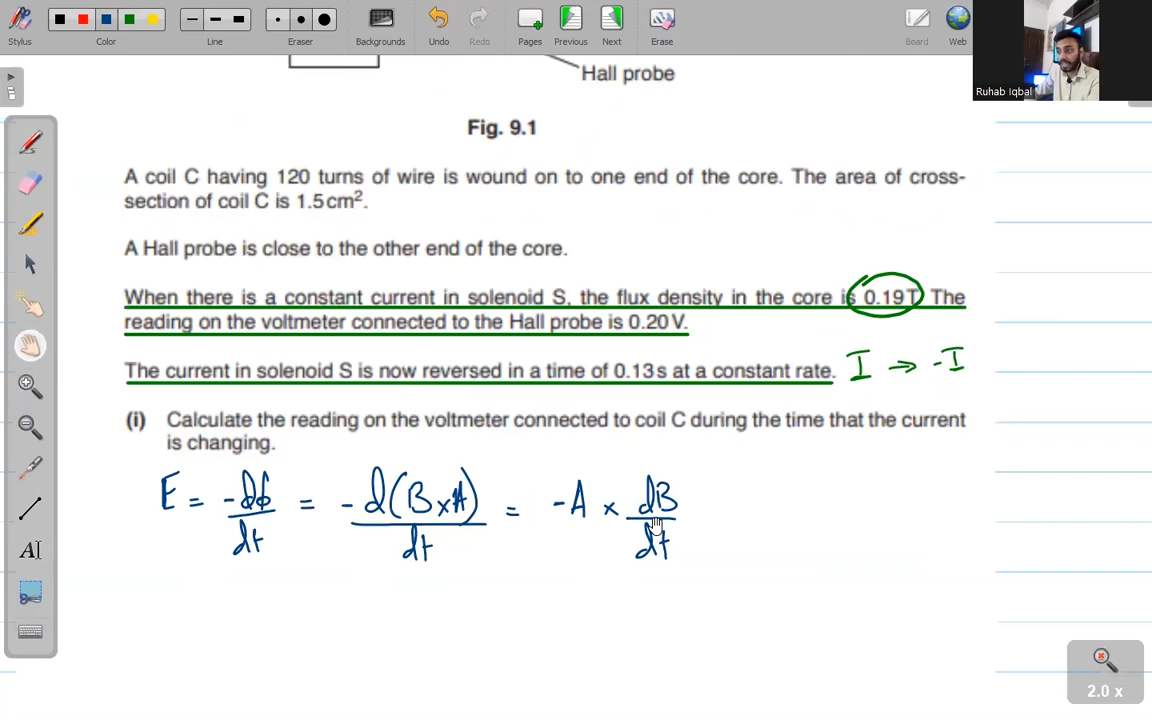 Stylus
Color
Line
Eraser
Backgrounds
Undo
Redo
Pages
Previous
Next
Erase
Board
Web
Ruhab Iqbal
Hall probe
Fig. 9.1
A coil C having 120 turns of wire is wound on to one end of the core. The area of cross-
section of coil C is 1.5 cm².
A Hall probe is close to the other end of the core.
When there is a constant current in solenoid S, the flux density in the core is 0.19 T The
reading on the voltmeter connected to the Hall probe is 0.20 V.
The current in solenoid S is now reversed in a time of 0.13 s at a constant rate. I → -I
(i) Calculate the reading on the voltmeter connected to coil C during the time that the current
is changing.
E = -dϕ/dt = -d(B×A)/dt = -A × dB/dt
A
2.0 x